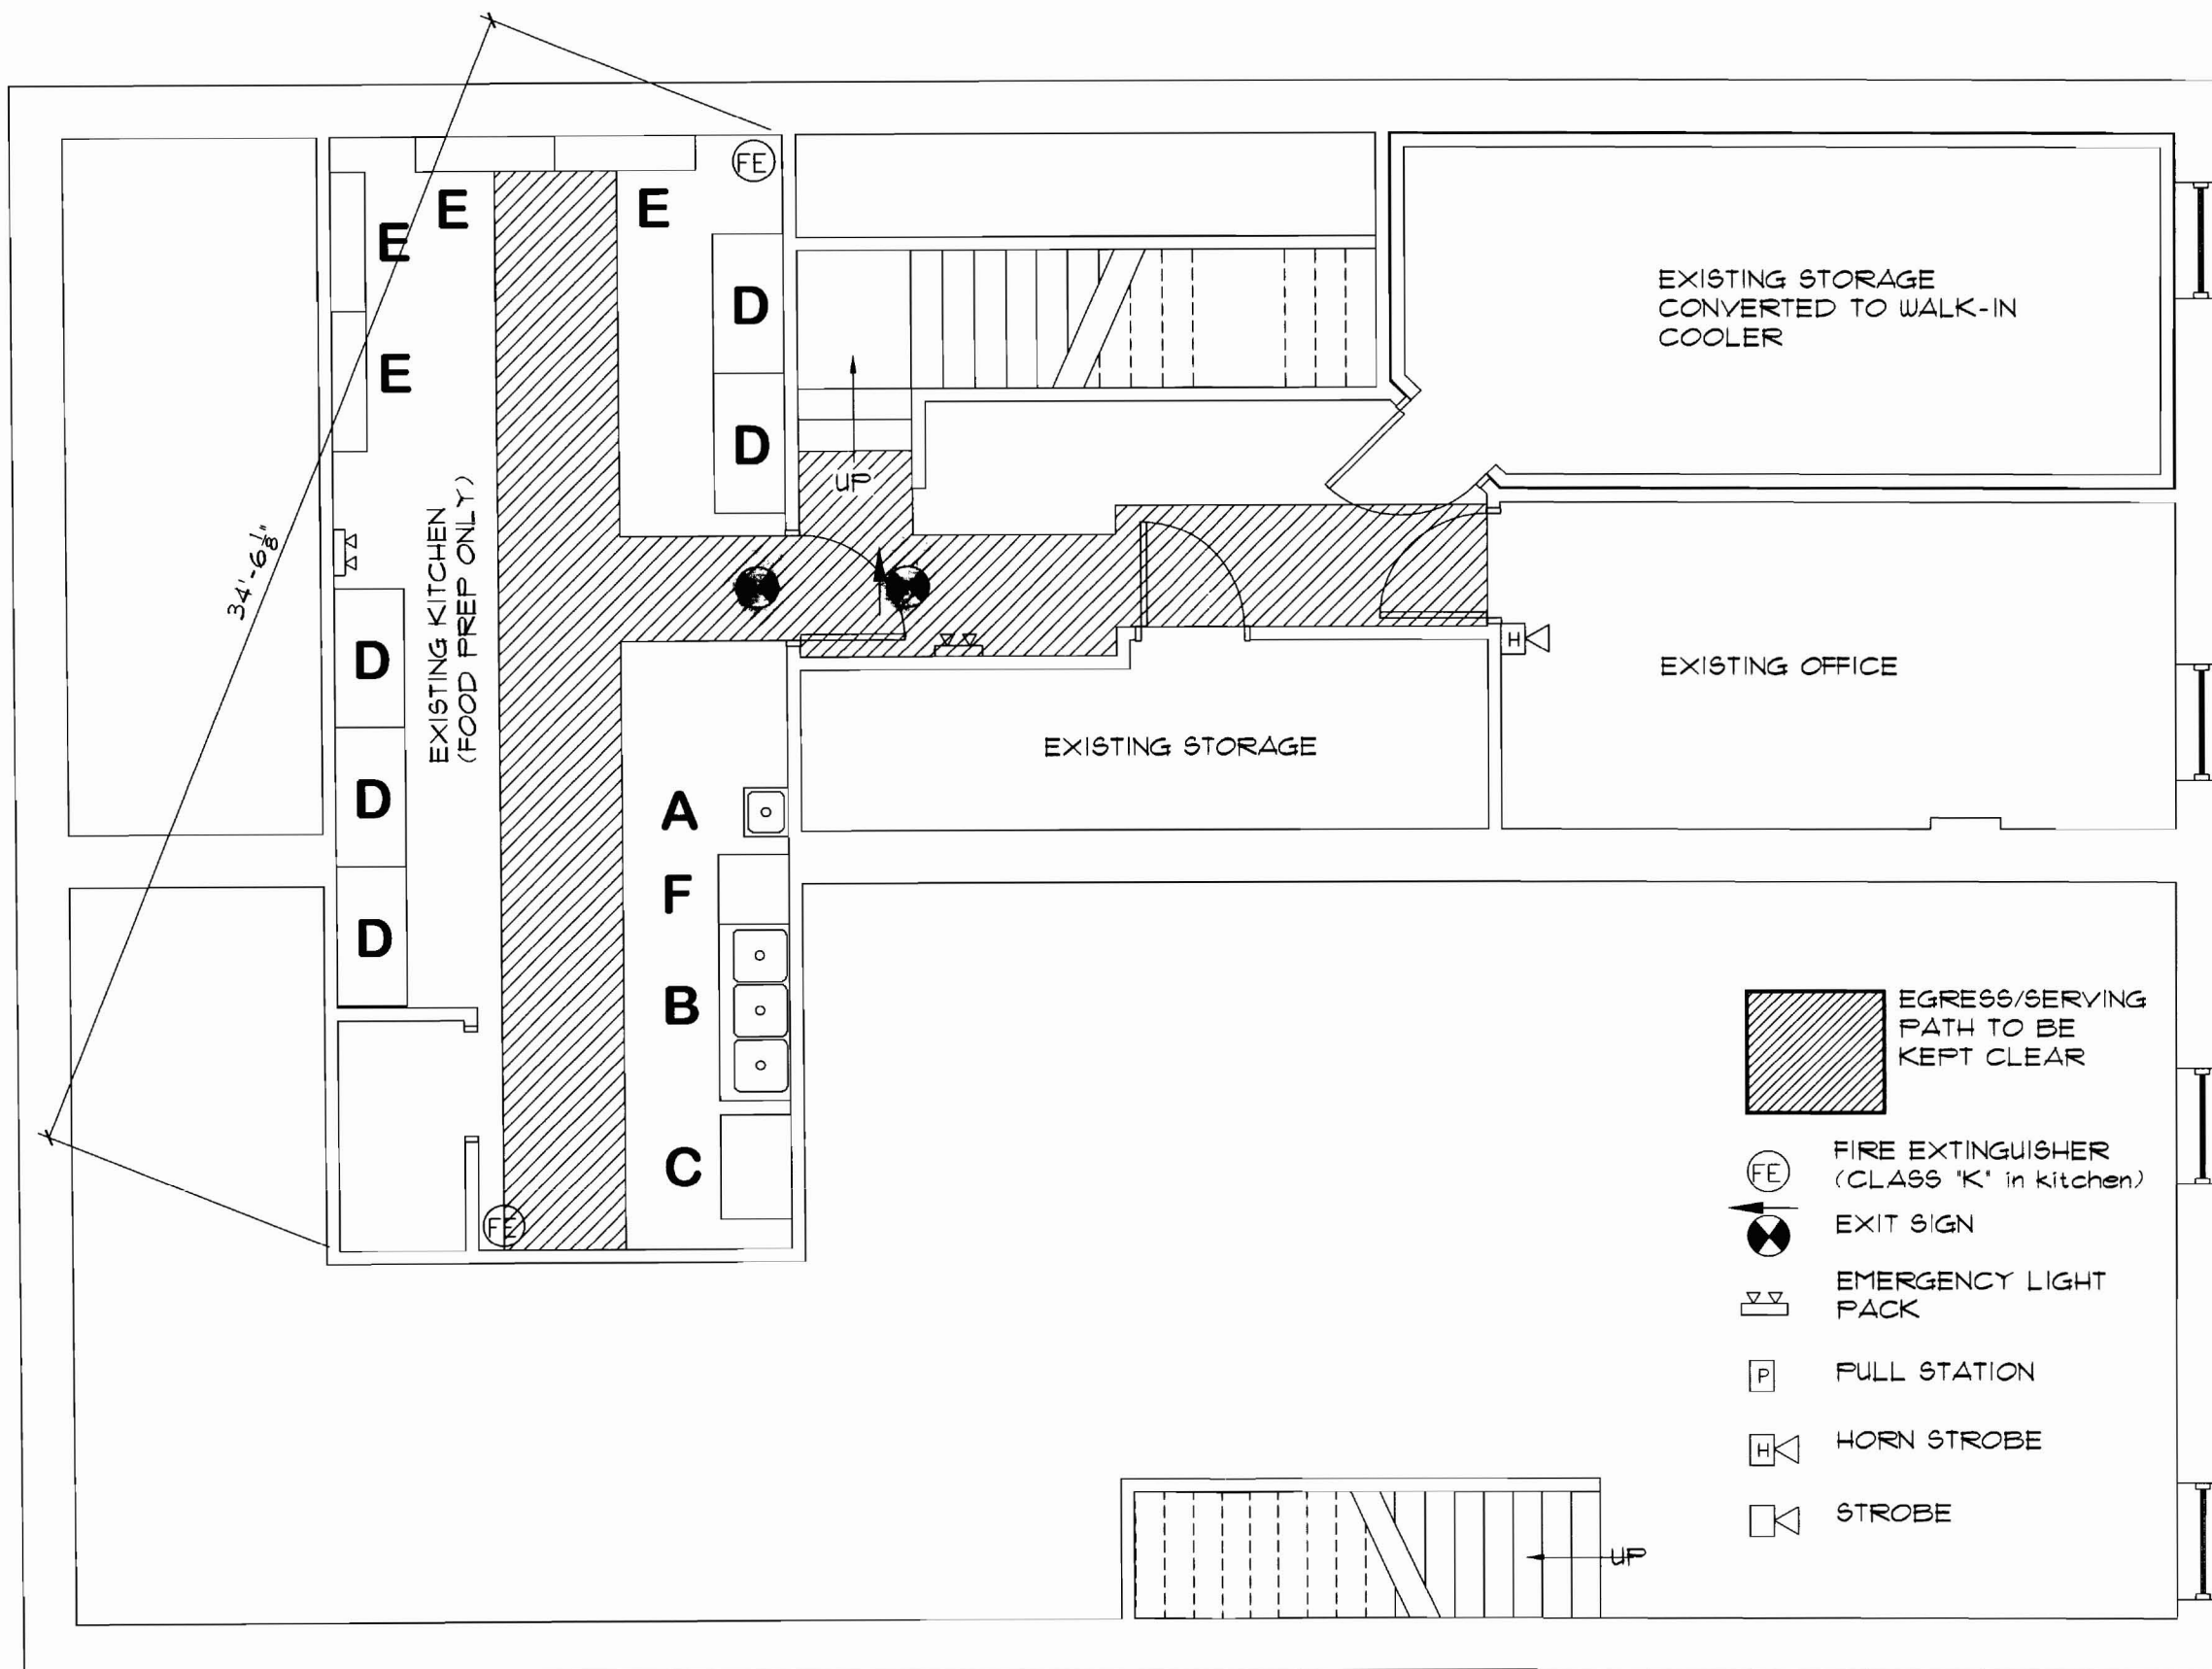 FE
E
E
E
E
D
D
EXISTING STORAGE
CONVERTED TO WALK-IN
COOLER
UP
34'-6 1/8"
EXISTING KITCHEN
(FOOD PREP ONLY)
D
D
D
H
EXISTING OFFICE
EXISTING STORAGE
A
F
B
C
FE
EGRESS/SERVING
PATH TO BE
KEPT CLEAR
FE
FIRE EXTINGUISHER
(CLASS "K" in kitchen)
EXIT SIGN
EMERGENCY LIGHT
PACK
P
PULL STATION
H
HORN STROBE
STROBE
UP